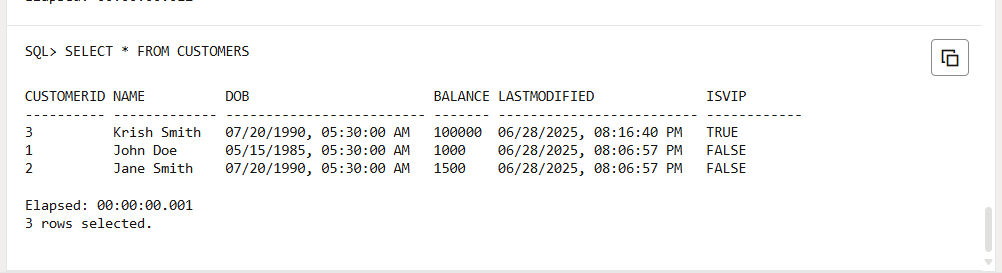 SQL> SELECT * FROM CUSTOMERS
CUSTOMERID NAME          DOB                       BALANCE LASTMODIFIED              ISVIP
---------- ------------- ------------------------- ------- ------------------------- ------------
3          Krish Smith   07/20/1990, 05:30:00 AM   100000  06/28/2025, 08:16:40 PM   TRUE
1          John Doe      05/15/1985, 05:30:00 AM   1000    06/28/2025, 08:06:57 PM   FALSE
2          Jane Smith    07/20/1990, 05:30:00 AM   1500    06/28/2025, 08:06:57 PM   FALSE
Elapsed: 00:00:00.001
3 rows selected.